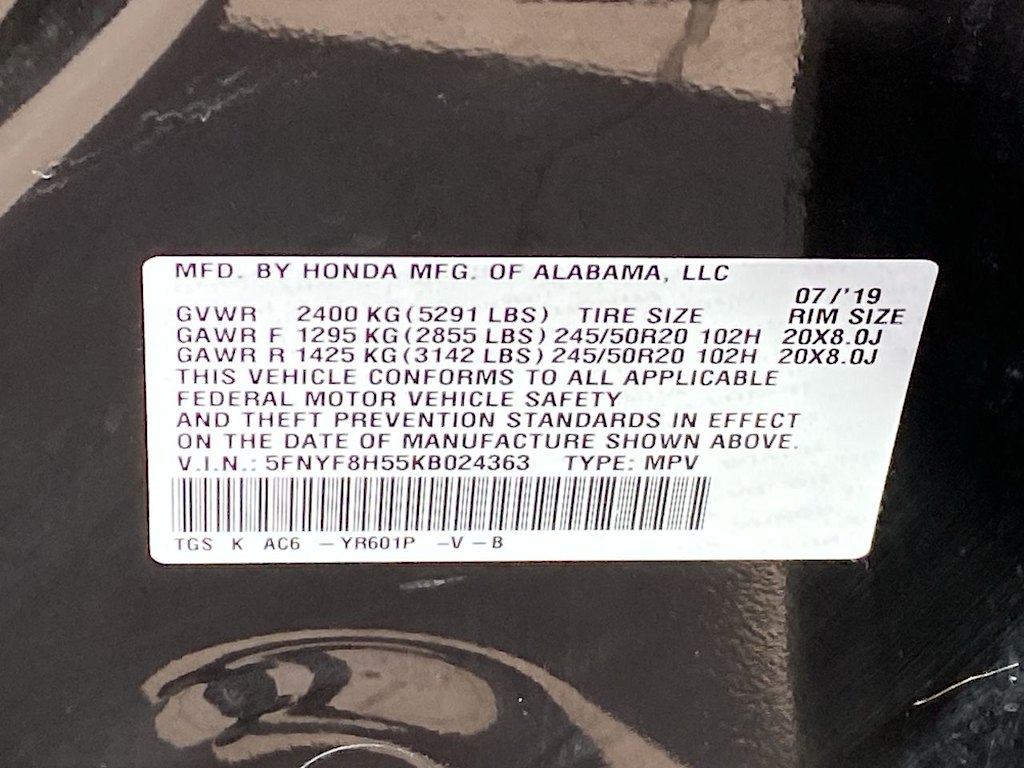 MFD. BY HONDA MFG. OF ALABAMA, LLC
07/'19
GVWR 2400 KG(5291 LBS) TIRE SIZE RIM SIZE
GAWR F 1295 KG(2855 LBS) 245/50R20 102H 20X8.0J
GAWR R 1425 KG(3142 LBS) 245/50R20 102H 20X8.0J
THIS VEHICLE CONFORMS TO ALL APPLICABLE
FEDERAL MOTOR VEHICLE SAFETY
AND THEFT PREVENTION STANDARDS IN EFFECT
ON THE DATE OF MANUFACTURE SHOWN ABOVE.
V.I.N.: 5FNYF8H55KB024363 TYPE: MPV
TGS K AC6 –YR601P –V –B